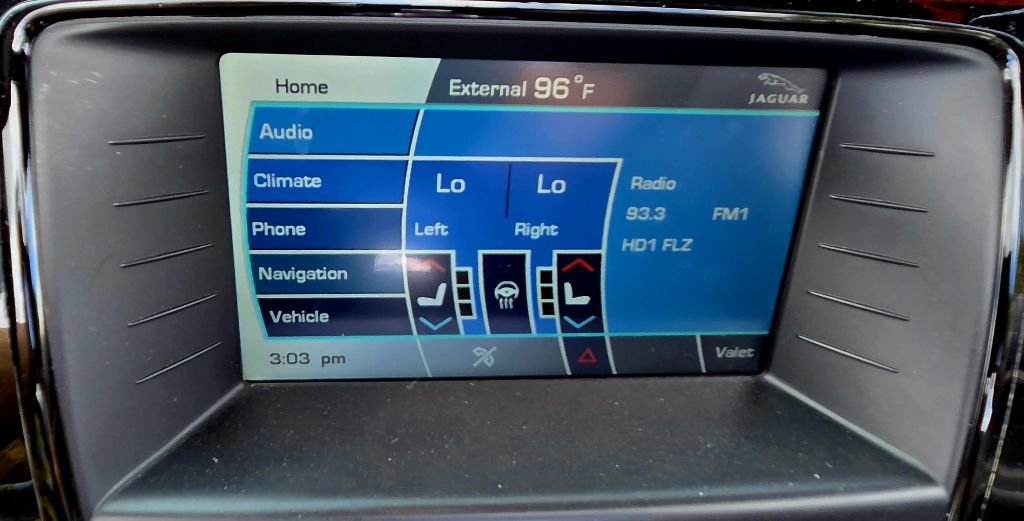 Home
External 96°F
JAGUAR
Audio
Climate
Phone
Navigation
Vehicle
Lo
Lo
Left
Right
Radio
93.3 FM1
HD1 FLZ
3:03 pm
Valet